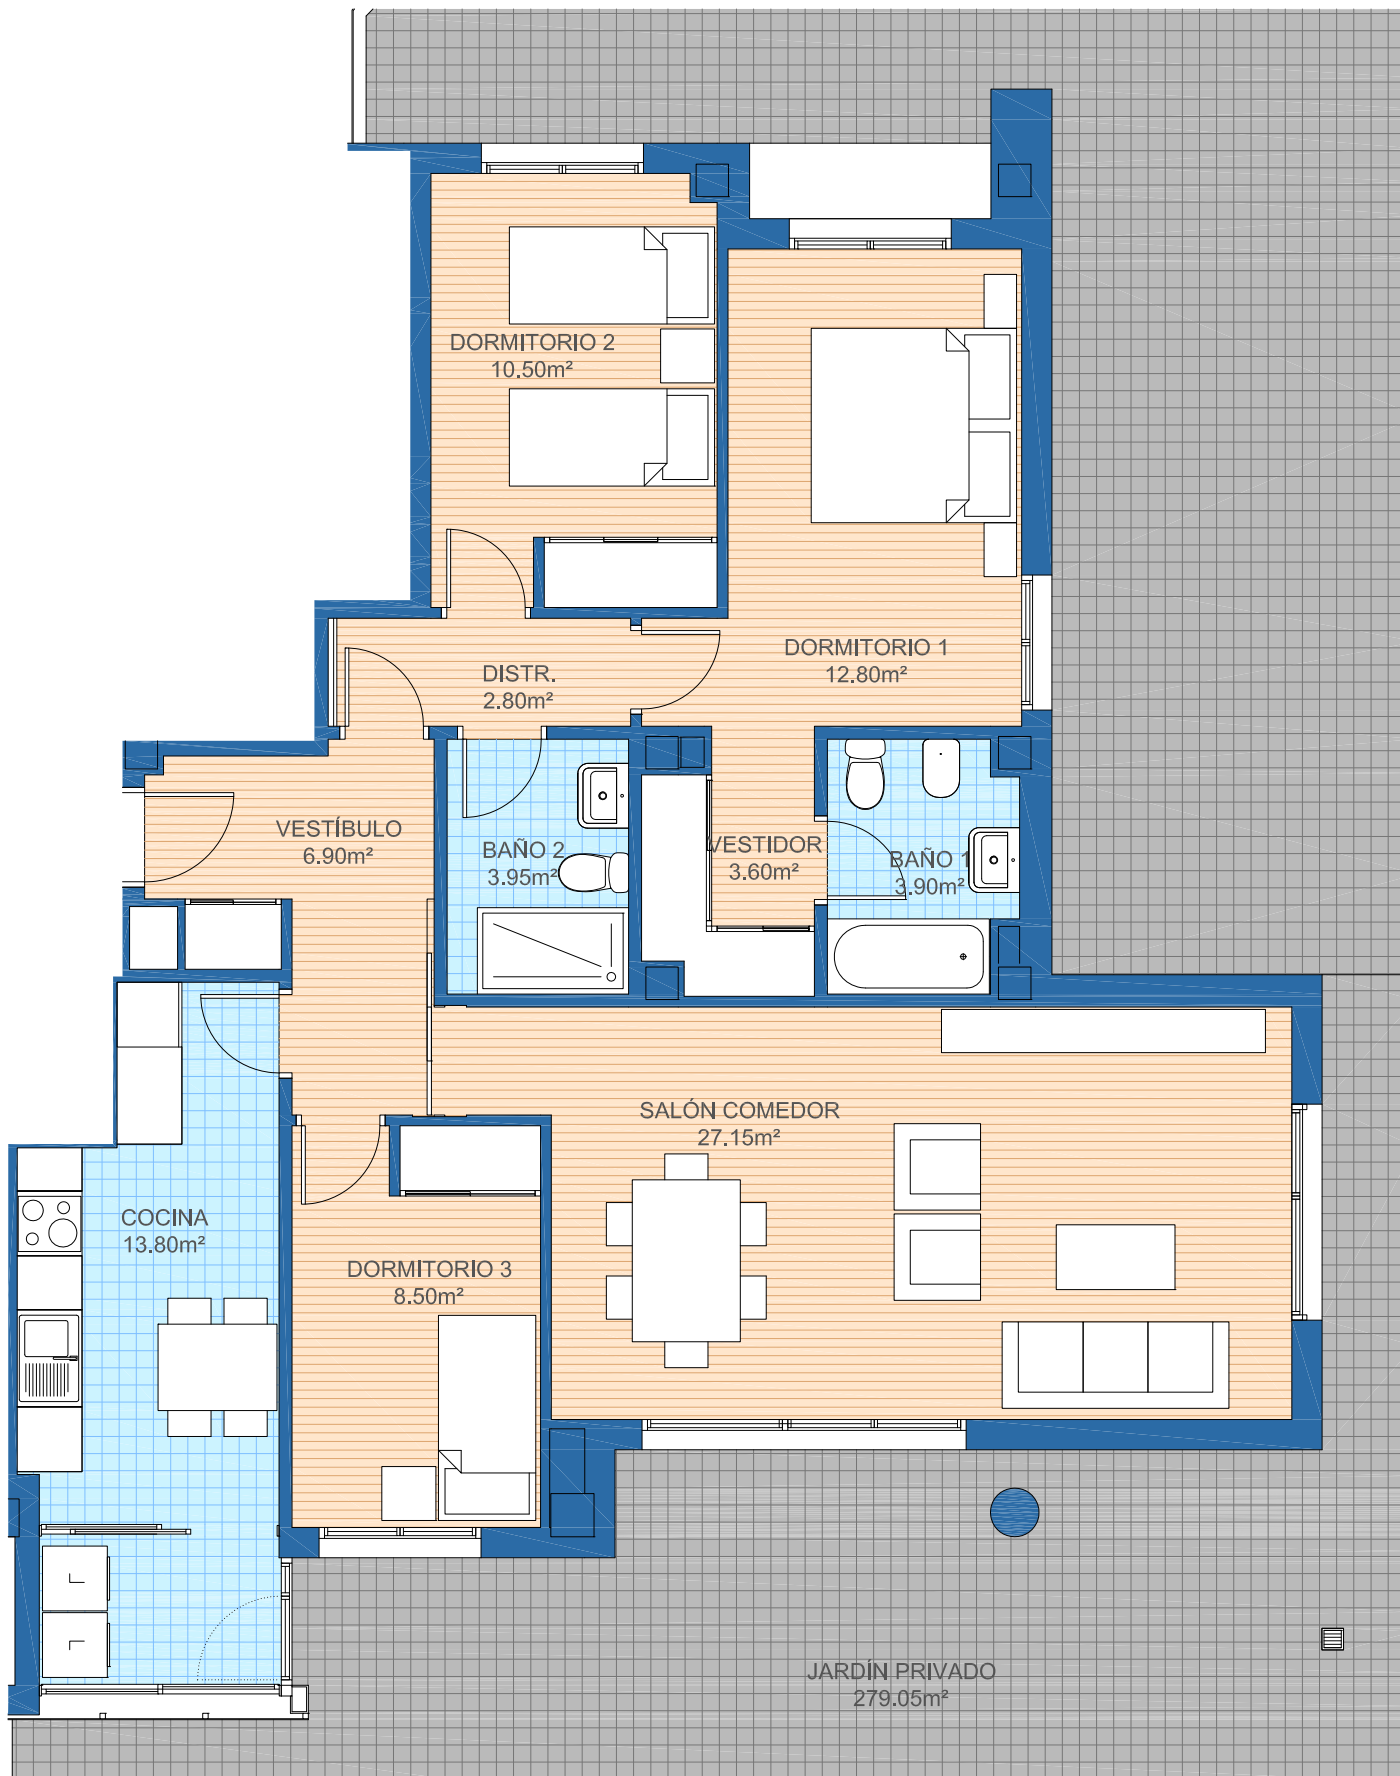 DORMITORIO 2
10.50m²
DORMITORIO 1
12.80m²
DISTR.
2.80m²
VESTÍBULO
6.90m²
BAÑO 2
3.95m²
VESTIDOR
3.60m²
BAÑO 1
3.90m²
SALÓN COMEDOR
27.15m²
COCINA
13.80m²
DORMITORIO 3
8.50m²
JARDÍN PRIVADO
279.05m²